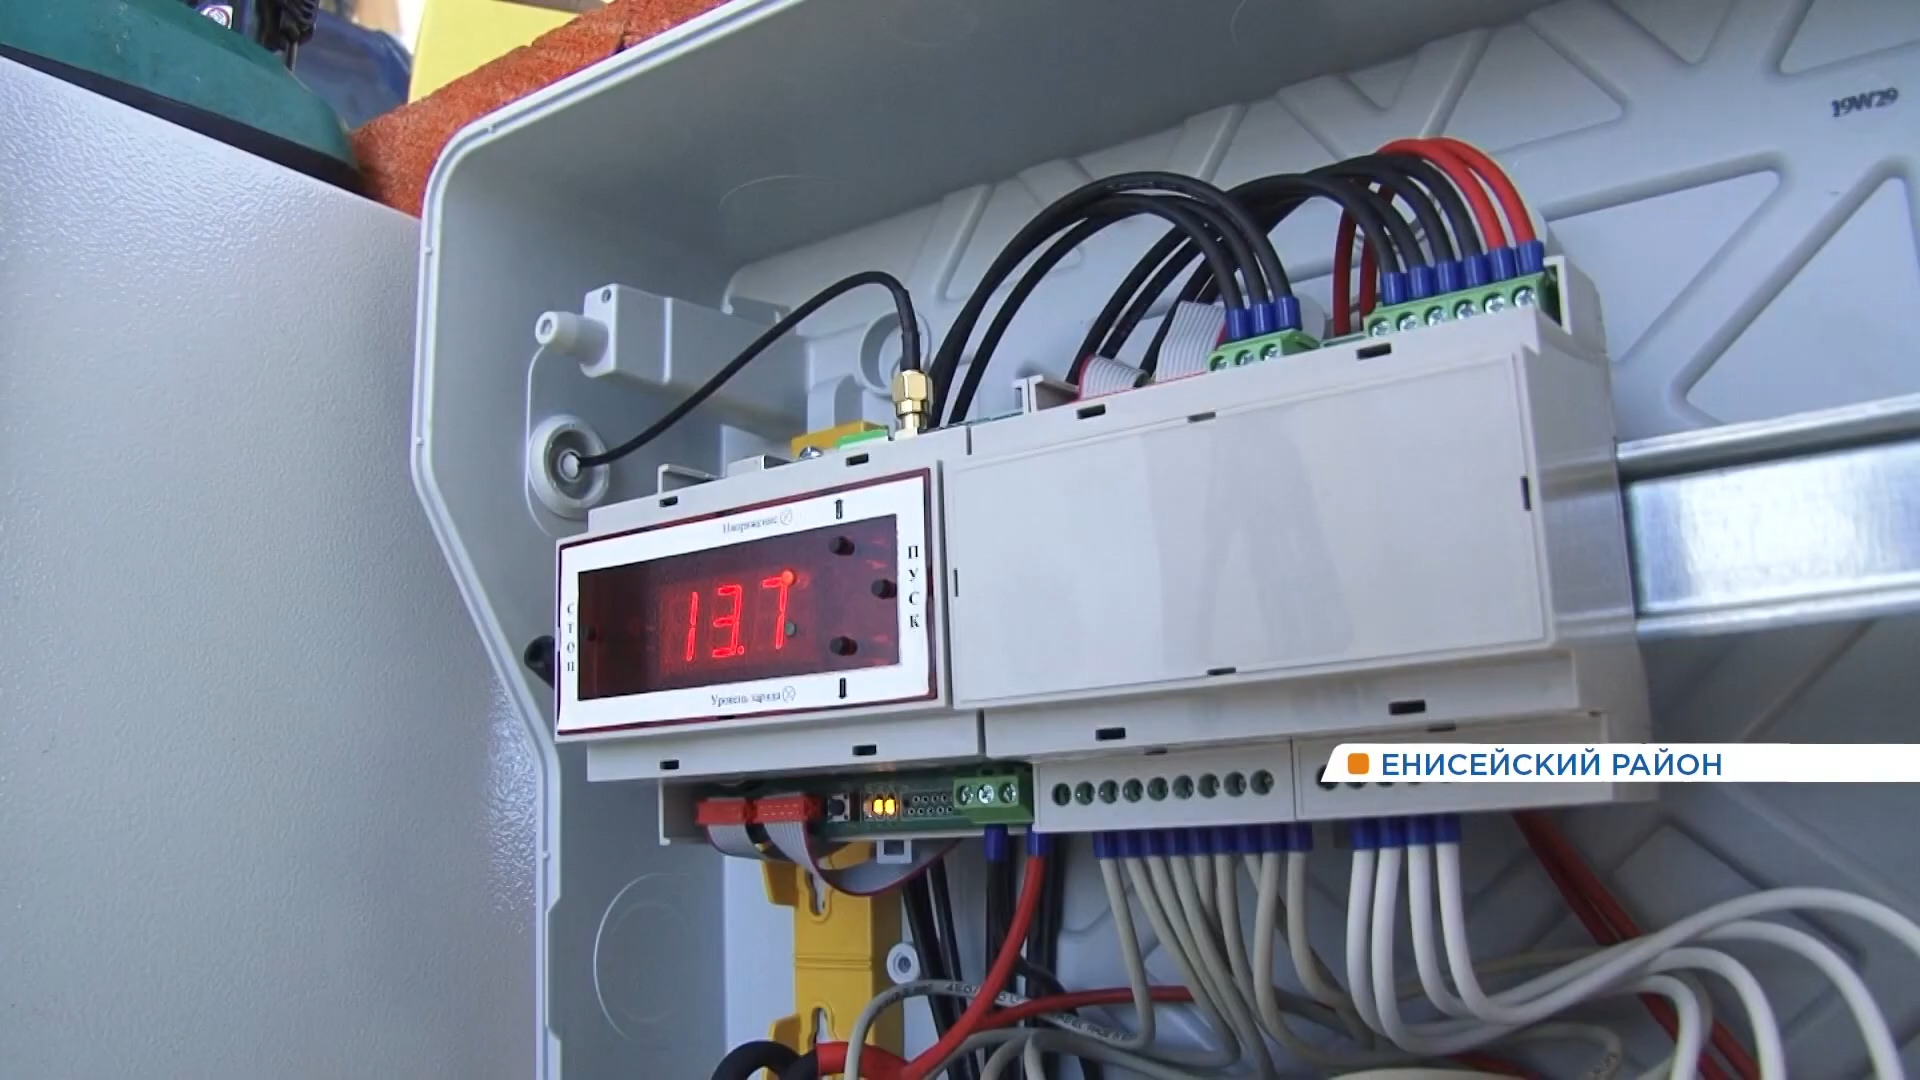 19W29
Напряжение
ПУСК
СТОП
13.7
Уровень заряда
ЕНИСЕЙСКИЙ РАЙОН